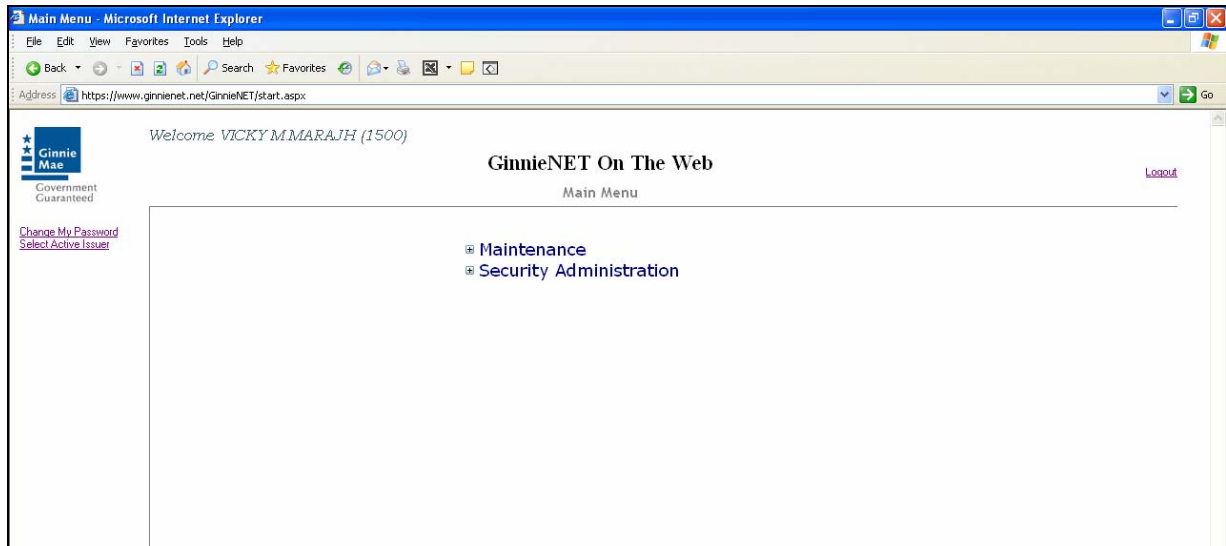 Main Menu - Microsoft Internet Explorer
File Edit View Favorites Tools Help
Back Search Favorites
Address https://www.ginnienet.net/GinnieNET/start.aspx Go
Welcome VICKY M.MARAJH (1500)
Ginnie
Mae
Government
Guaranteed
GinnieNET On The Web
Logout
Main Menu
Change My Password
Select Active Issuer
Maintenance
Security Administration